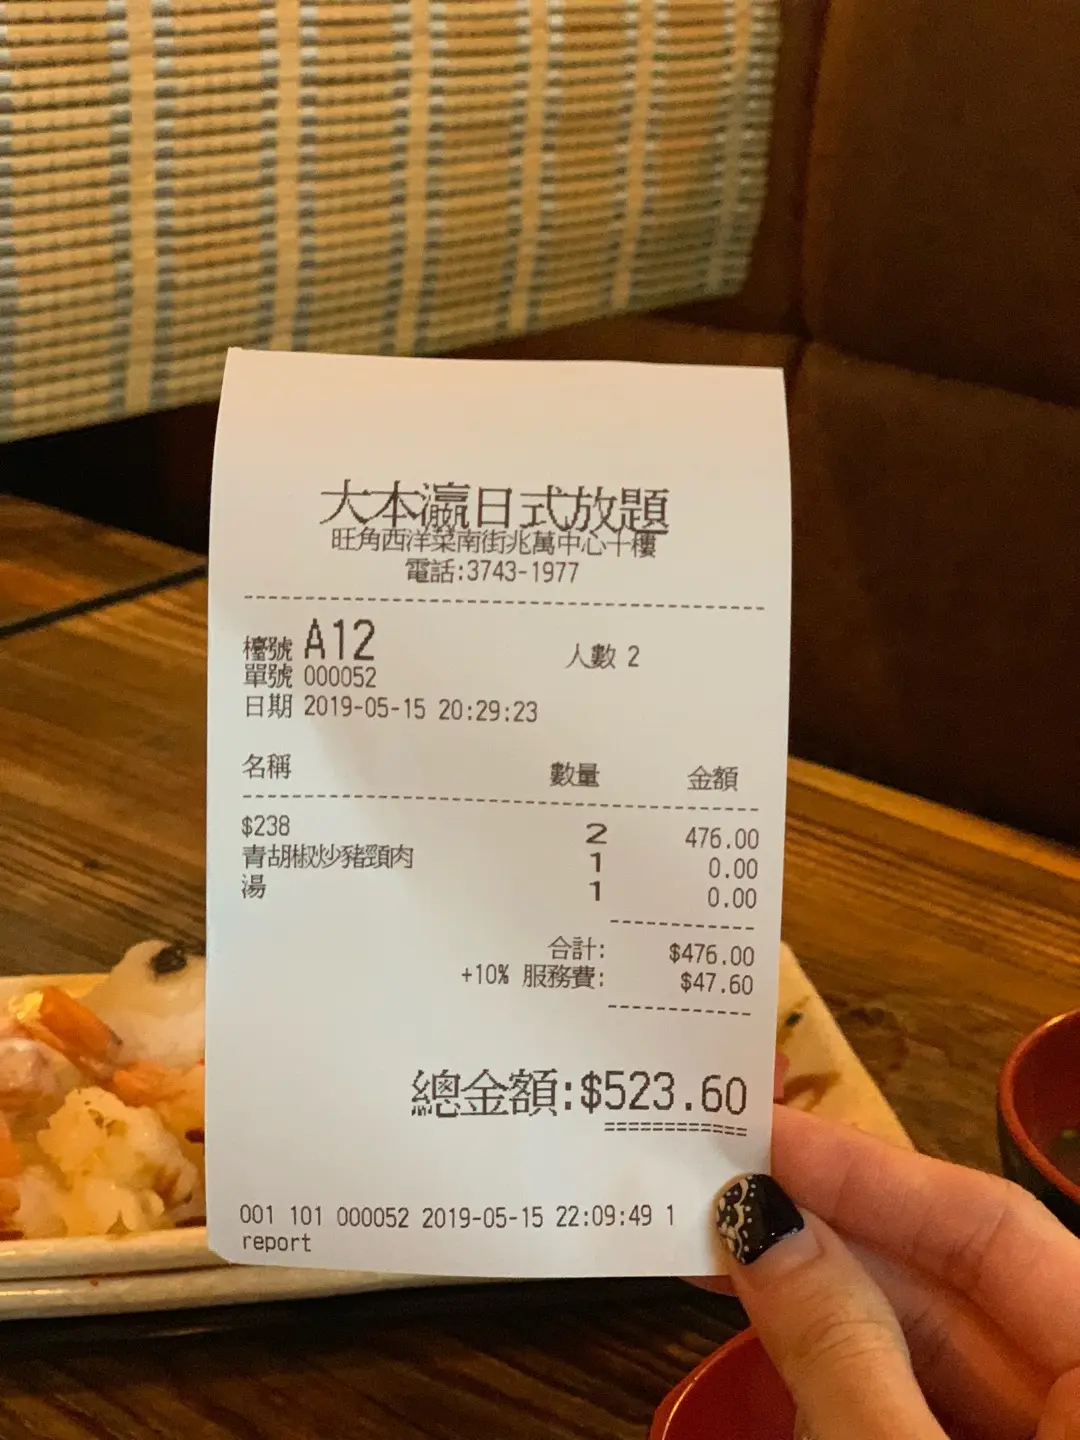 大本瀛日式放題
旺角西洋菜南街兆萬中心十樓
電話:3743-1977
檯號 A12 人數 2
單號 000052
日期 2019-05-15 20:29:23
名稱 數量 金額
$238 2 476.00
青胡椒炒豬頸肉 1 0.00
湯 1 0.00
合計: $476.00
+10% 服務費: $47.60
總金額:$523.60
001 101 000052 2019-05-15 22:09:49 1
report